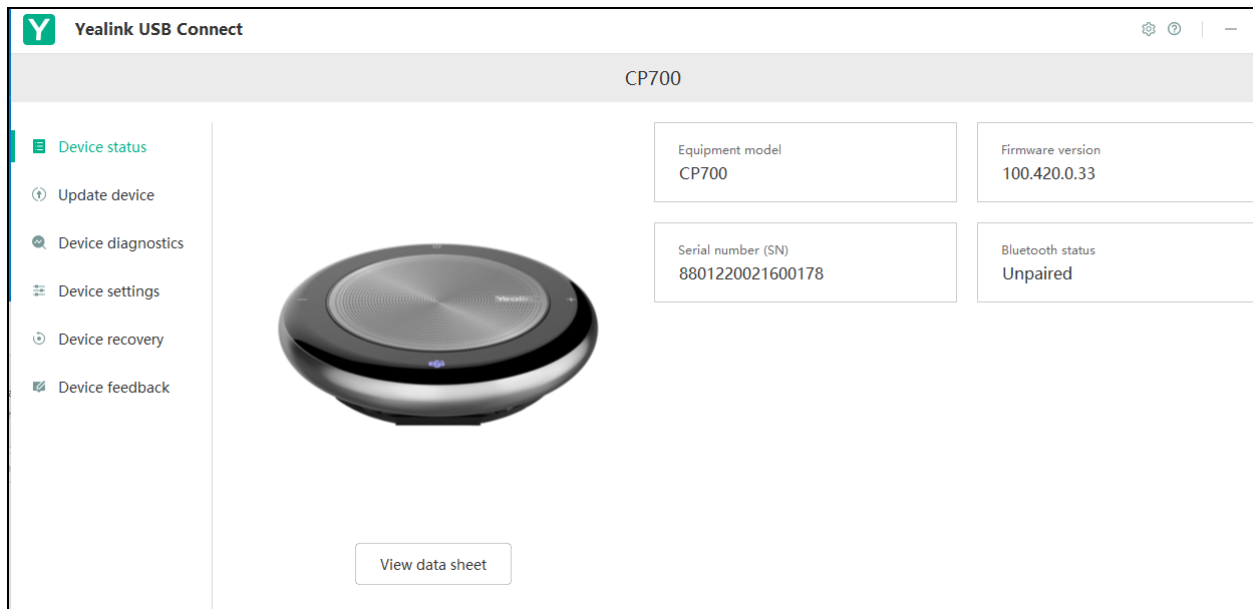 Y Yealink USB Connect
CP700
Device status
Update device
Device diagnostics
Device settings
Device recovery
Device feedback
Yealink
View data sheet
Equipment model
CP700
Firmware version
100.420.0.33
Serial number (SN)
8801220021600178
Bluetooth status
Unpaired